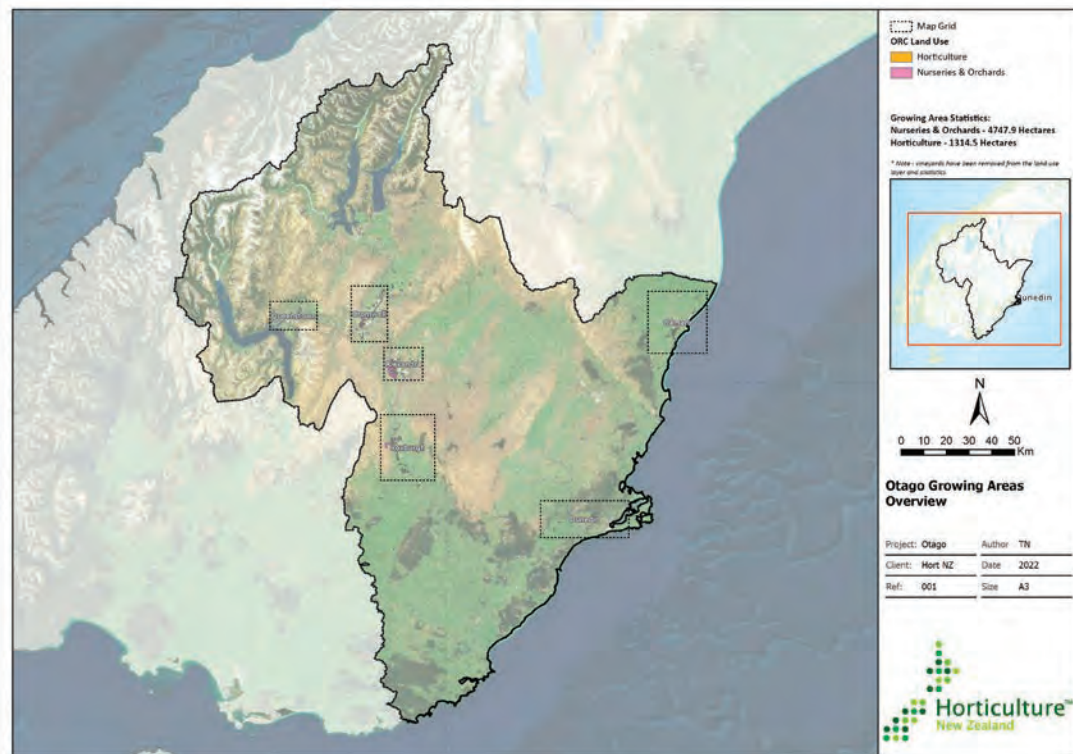 Map Grid
ORC Land Use
Horticulture
Nurseries & Orchards
Growing Area Statistics:
Nurseries & Orchards - 4747.9 Hectares
Horticulture - 1314.5 Hectares
* Note - vineyards have been removed from the land use
layer and statistics
unedin
N
0 10 20 30 40 50
Km
Otago Growing Areas
Overview
Project: Otago Author TN
Client: Hort NZ Date 2022
Ref: 001 Size A3
Horticulture™
New Zealand